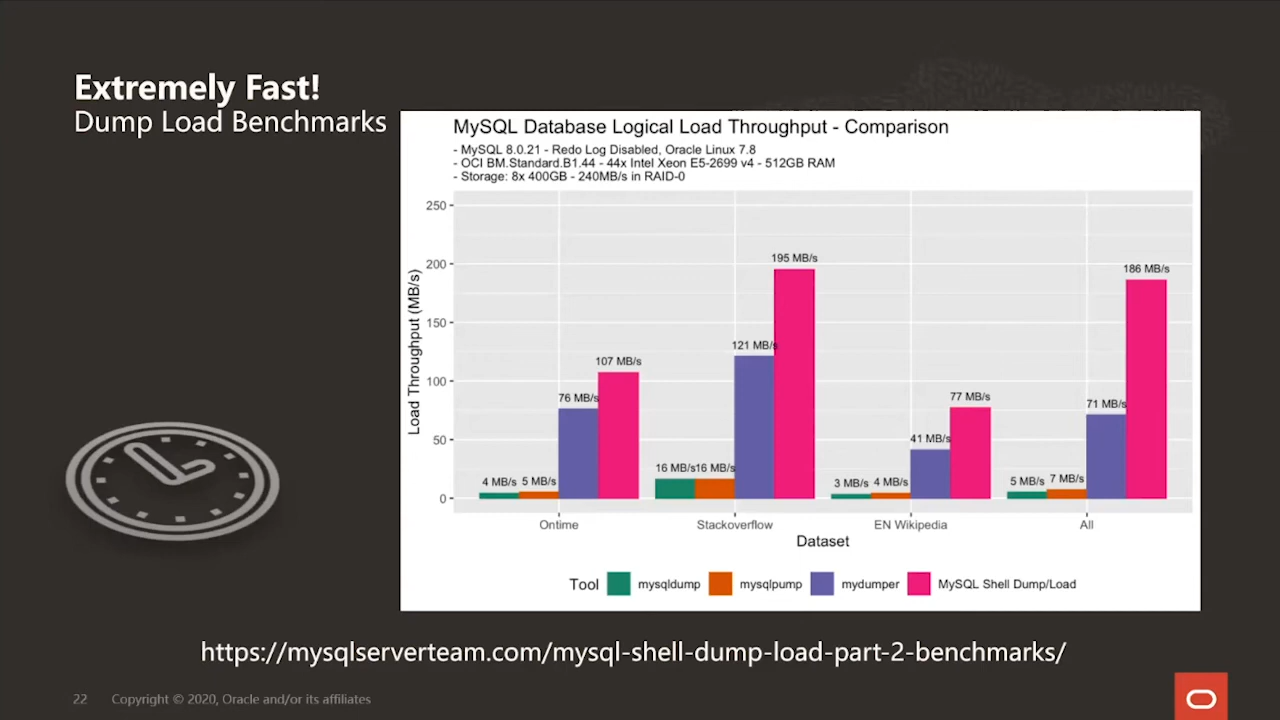 Extremely Fast!
Dump Load Benchmarks
MySQL Database Logical Load Throughput - Comparison
- MySQL 8.0.21 - Redo Log Disabled, Oracle Linux 7.8
- OCI BM.Standard.B1.44 - 44x Intel Xeon E5-2699 v4 - 512GB RAM
- Storage: 8x 400GB - 240MB/s in RAID-0
Load Throughput (MB/s)
250
200
150
100
50
0
4 MB/s 5 MB/s 76 MB/s 107 MB/s
16 MB/s 16 MB/s 121 MB/s 195 MB/s
3 MB/s 4 MB/s 41 MB/s 77 MB/s
5 MB/s 7 MB/s 71 MB/s 186 MB/s
Ontime Stackoverflow EN Wikipedia All
Dataset
Tool mysqldump mysqlpump mydumper MySQL Shell Dump/Load
https://mysqlserverteam.com/mysql-shell-dump-load-part-2-benchmarks/
22 Copyright © 2020, Oracle and/or its affiliates